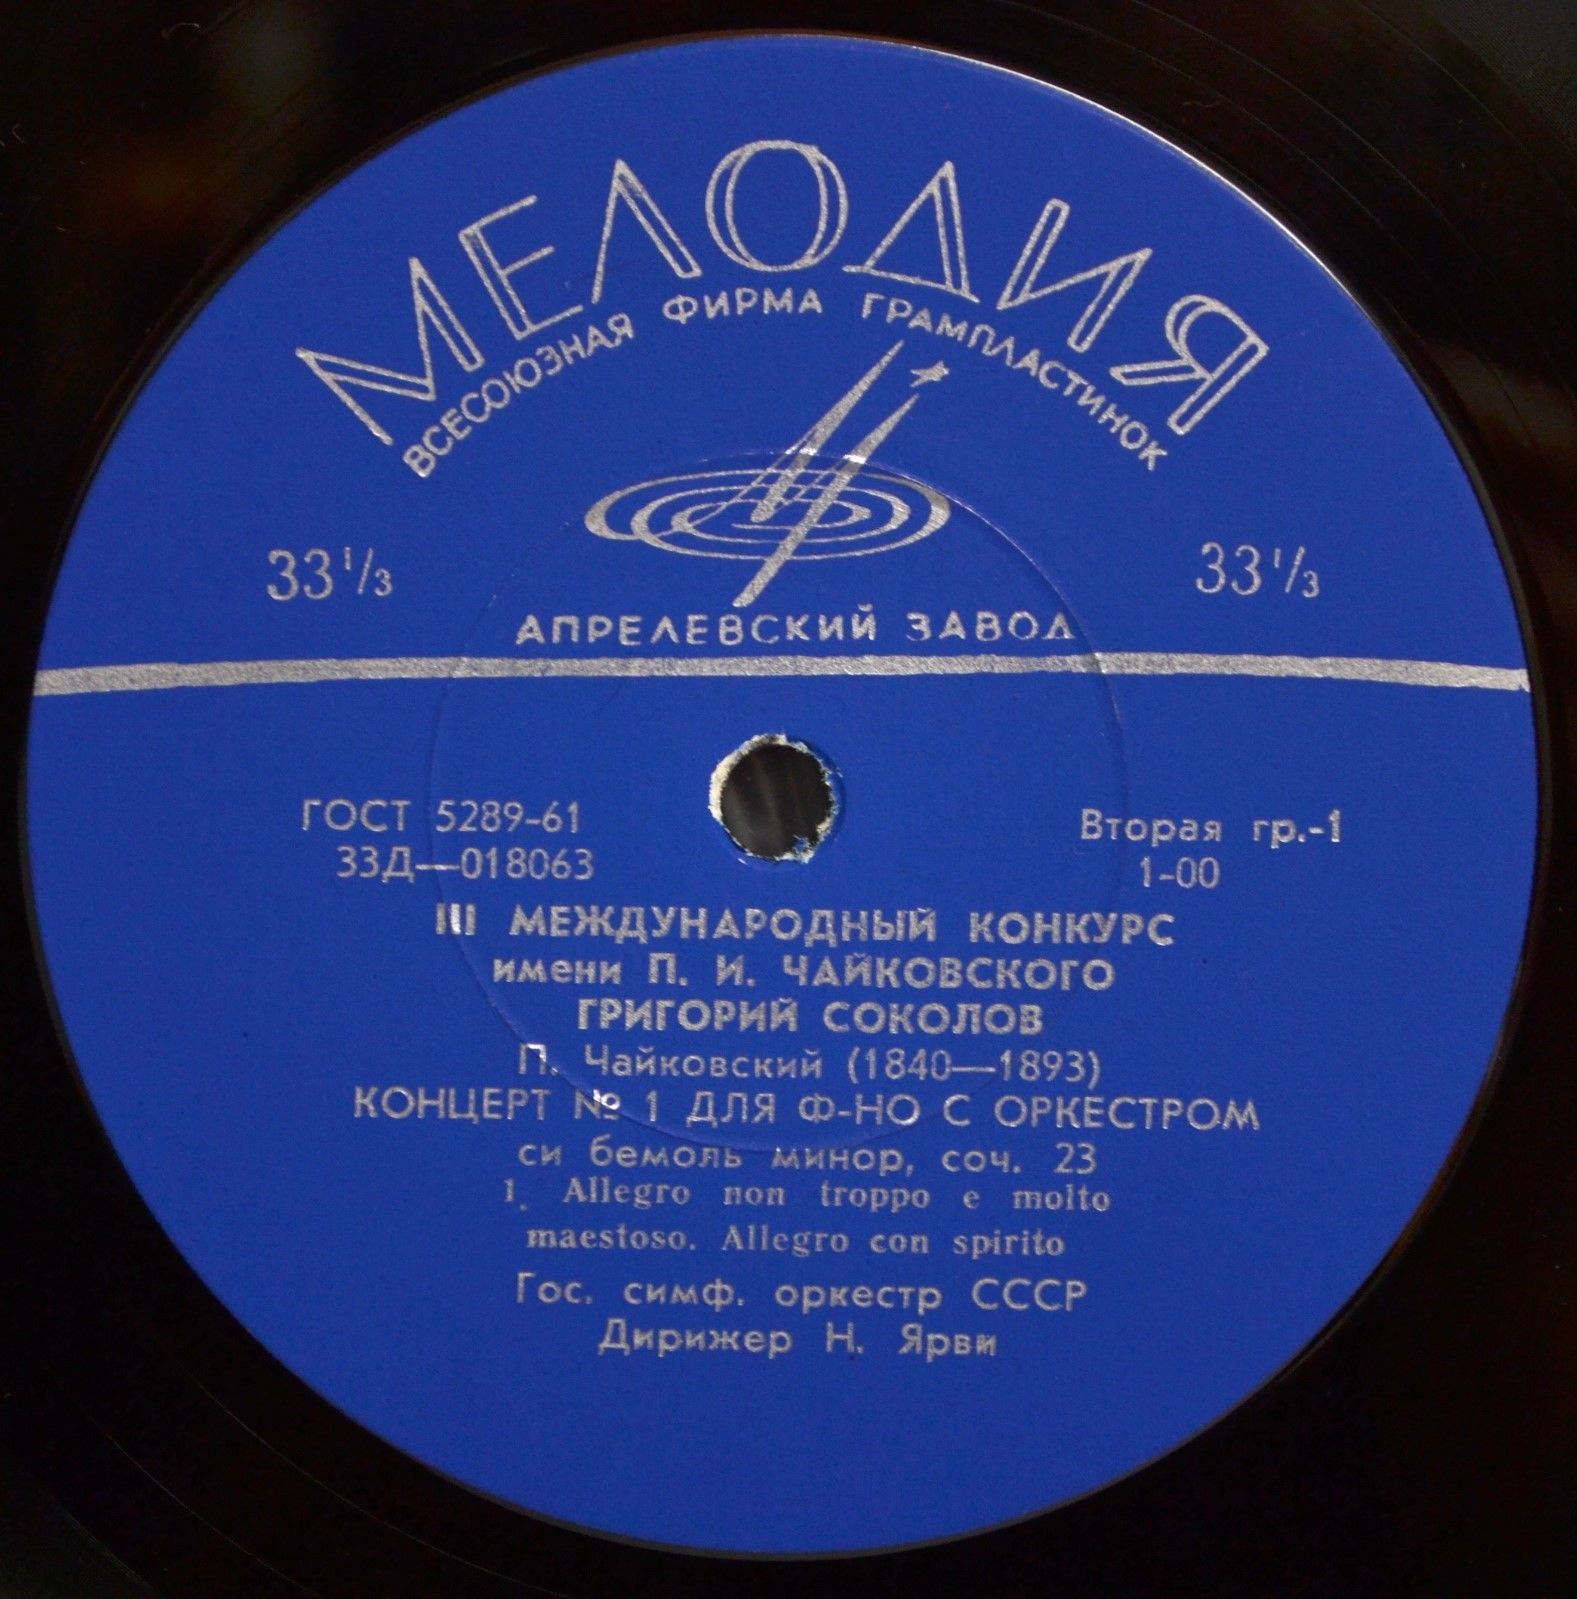 МЕЛОДИЯ
ВСЕСОЮЗНАЯ ФИРМА ГРАМПЛАСТИНОК
33⅓ 33⅓
АПРЕЛЕВСКИЙ ЗАВОД
ГОСТ 5289-61 Вторая гр.-1
33Д—018063 1-00
III МЕЖДУНАРОДНЫЙ КОНКУРС
имени П. И. ЧАЙКОВСКОГО
ГРИГОРИЙ СОКОЛОВ
П. Чайковский (1840—1893)
КОНЦЕРТ № 1 ДЛЯ Ф-НО С ОРКЕСТРОМ
си бемоль минор, соч. 23
1. Allegro non troppo e molto
maestoso. Allegro con spirito
Гос. симф. оркестр СССР
Дирижер Н. Ярви